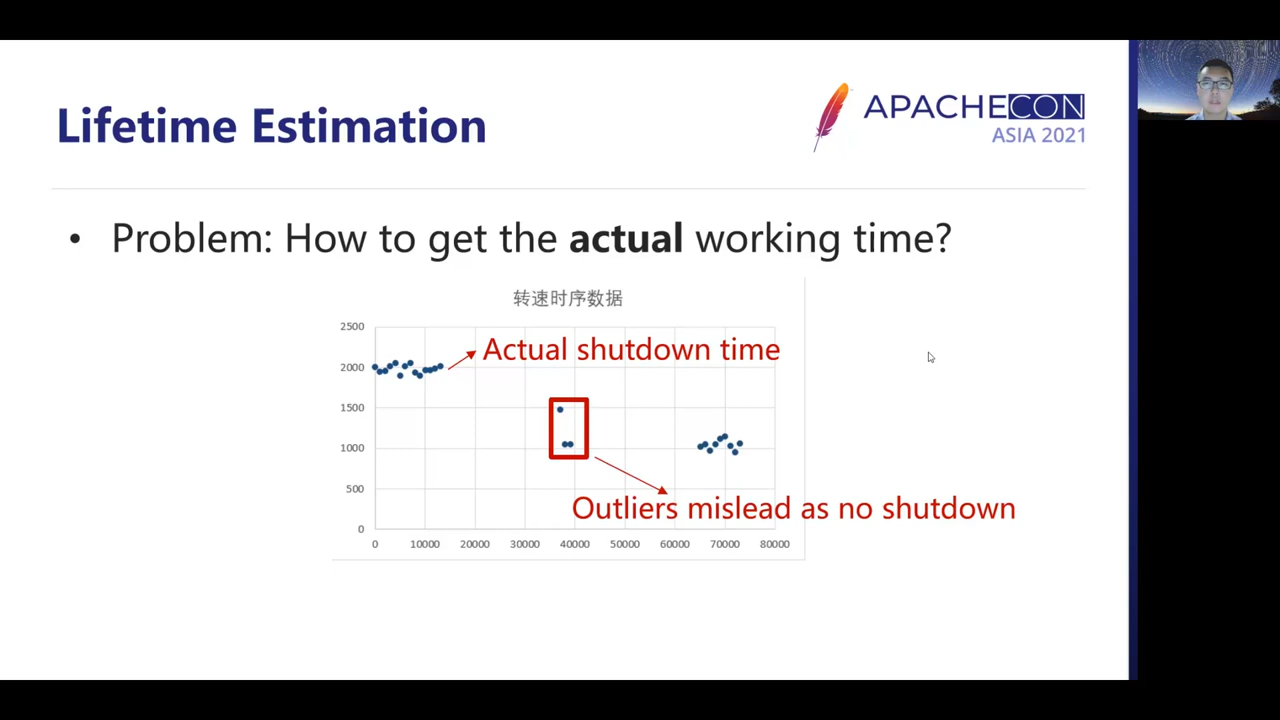 Lifetime Estimation
APACHECON
ASIA 2021
• Problem: How to get the actual working time?
转速时序数据
2500
2000
1500
1000
500
0
Actual shutdown time
Outliers mislead as no shutdown
0 10000 20000 30000 40000 50000 60000 70000 80000